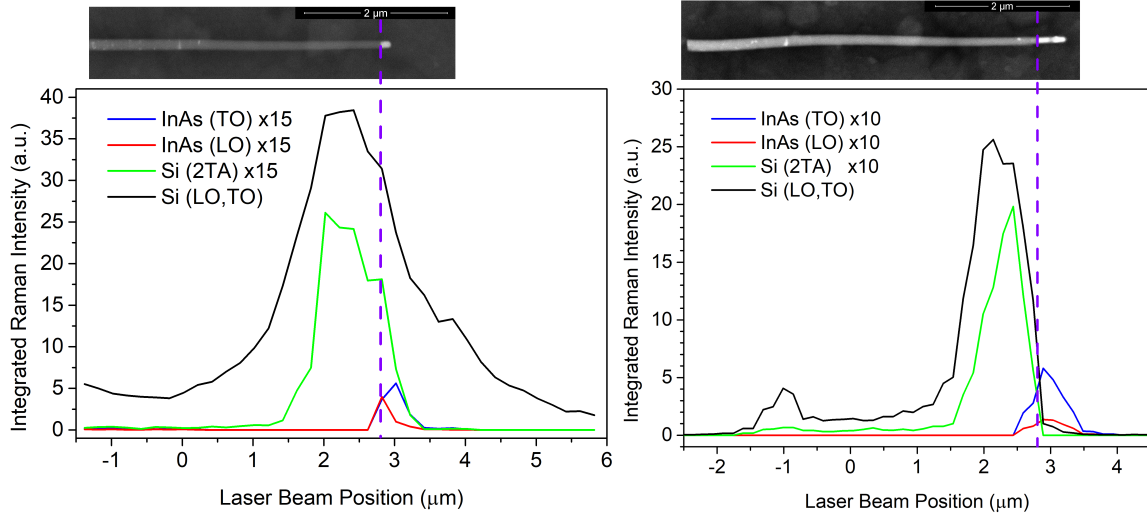 2 µm
40
35
30
25
20
15
10
5
0
Integrated Raman Intensity (a.u.)
InAs (TO) x15
InAs (LO) x15
Si (2TA) x15
Si (LO,TO)
-1 0 1 2 3 4 5 6
Laser Beam Position (µm)
2 µm
30
25
20
15
10
5
0
Integrated Raman Intensity (a.u.)
InAs (TO) x10
InAs (LO) x10
Si (2TA) x10
Si (LO,TO)
-2 -1 0 1 2 3 4
Laser Beam Position (µm)